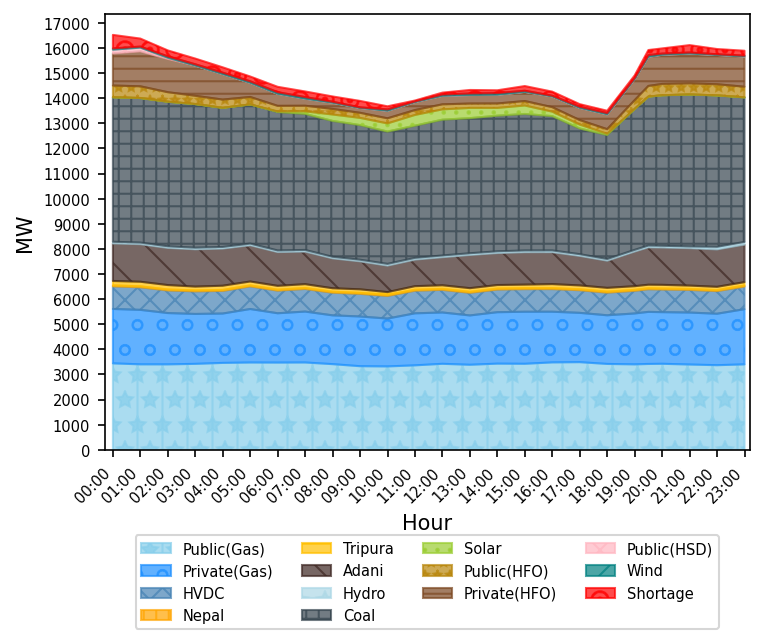 17000
16000
15000
14000
13000
12000
11000
10000
9000
8000
7000
6000
5000
4000
3000
2000
1000
0
MW
00:00 01:00 02:00 03:00 04:00 05:00 06:00 07:00 08:00 09:00 10:00 11:00 12:00 13:00 14:00 15:00 16:00 17:00 18:00 19:00 20:00 21:00 22:00 23:00
Hour
Public(Gas) Tripura Solar Public(HSD)
Private(Gas) Adani Public(HFO) Wind
HVDC Hydro Private(HFO) Shortage
Nepal Coal